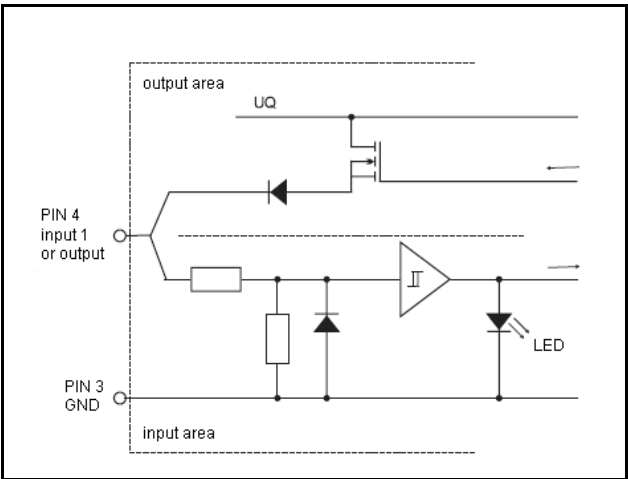 output area
UQ
PIN 4
input 1
or output
LED
PIN 3
GND
input area